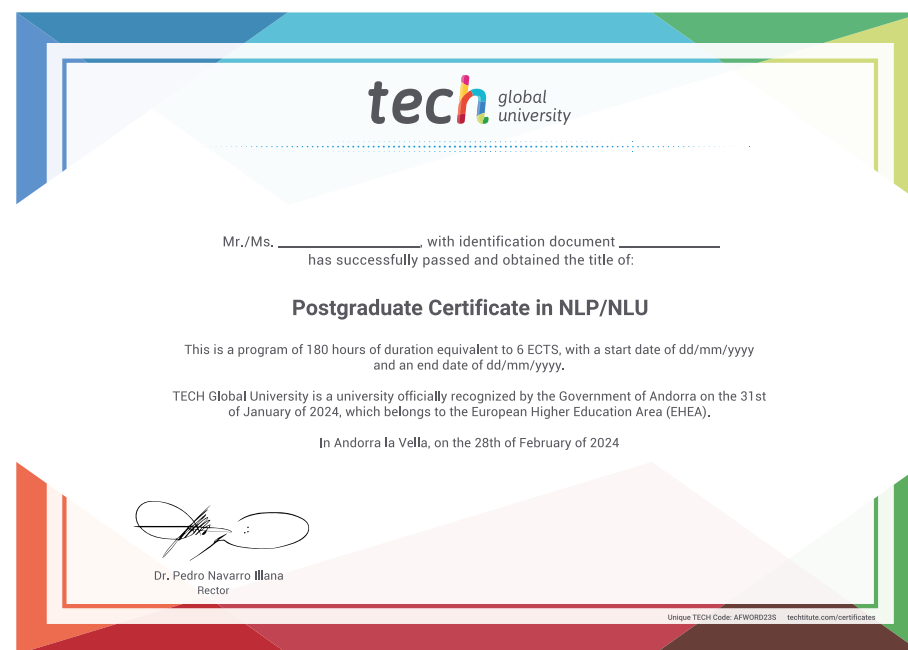 tech global
university
Mr./Ms. ____________________, with identification document ______________
has successfully passed and obtained the title of:
Postgraduate Certificate in NLP/NLU
This is a program of 180 hours of duration equivalent to 6 ECTS, with a start date of dd/mm/yyyy
and an end date of dd/mm/yyyy.
TECH Global University is a university officially recognized by the Government of Andorra on the 31st
of January of 2024, which belongs to the European Higher Education Area (EHEA).
In Andorra la Vella, on the 28th of February of 2024
Dr. Pedro Navarro Illana
Rector
Unique TECH Code: AFWORD23S techtitute.com/certificates